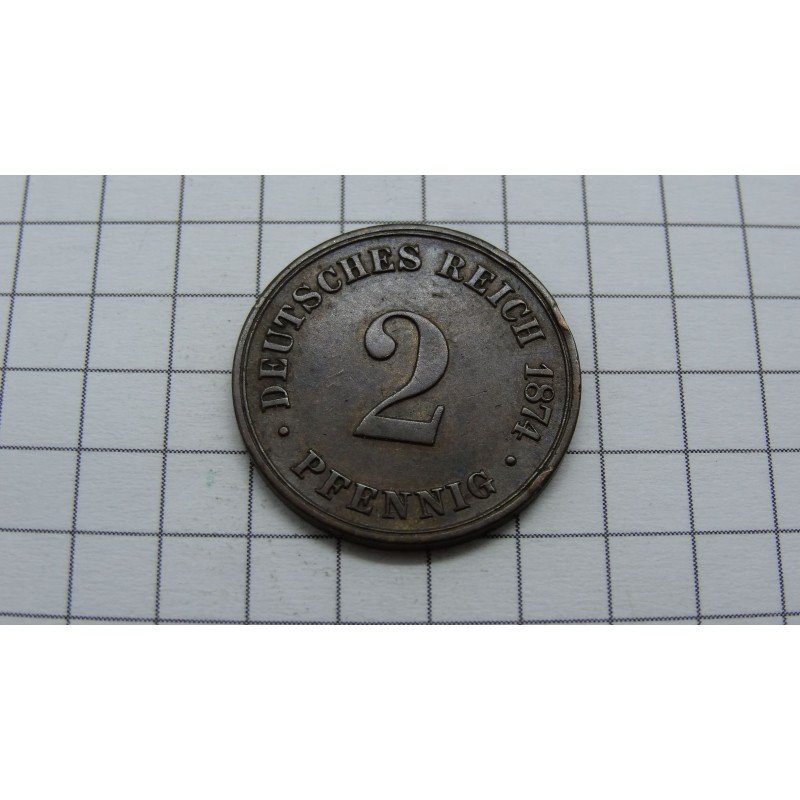 · DEUTSCHES REICH 1874 ·
2
PFENNIG